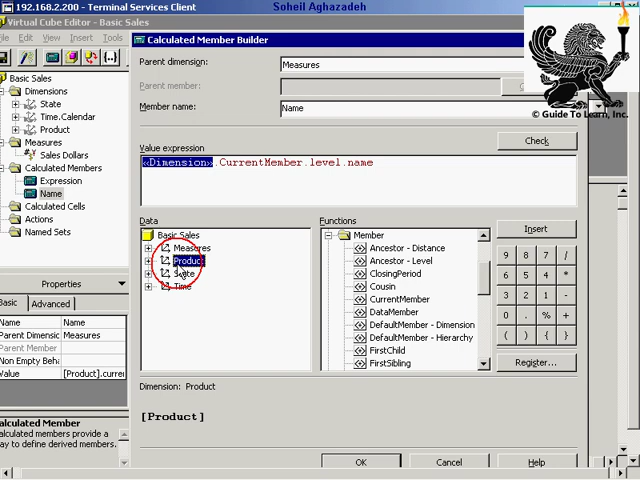 192.168.2.200 - Terminal Services Client
Soheil Aghazadeh
Virtual Cube Editor - Basic Sales
File Edit View Insert Tools
Calculated Member Builder
Parent dimension:
Measures
Parent member:
Member name:
Name
© Guide To Learn, Inc.
Check
Value expression
«Dimension».CurrentMember.level.name
Basic Sales
Dimensions
State
Time.Calendar
Product
Measures
Sales Dollars
Calculated Members
Expression
Name
Calculated Cells
Actions
Named Sets
Data
Basic Sales
Measures
Product
State
Time
Functions
Member
Ancestor - Distance
Ancestor - Level
ClosingPeriod
Cousin
CurrentMember
DataMember
DefaultMember - Dimension
DefaultMember - Hierarchy
FirstChild
FirstSibling
Insert
9 8 7 /
6 5 4 *
3 2 1 -
0 . % +
( ) { }
Register...
Properties
Basic Advanced
Name Name
Parent Dimension Measures
Parent Member
Non Empty Beha
Value [Product].curre
Dimension: Product
[Product]
Calculated Member
Calculated members provide a
way to define derived members.
OK Cancel Help